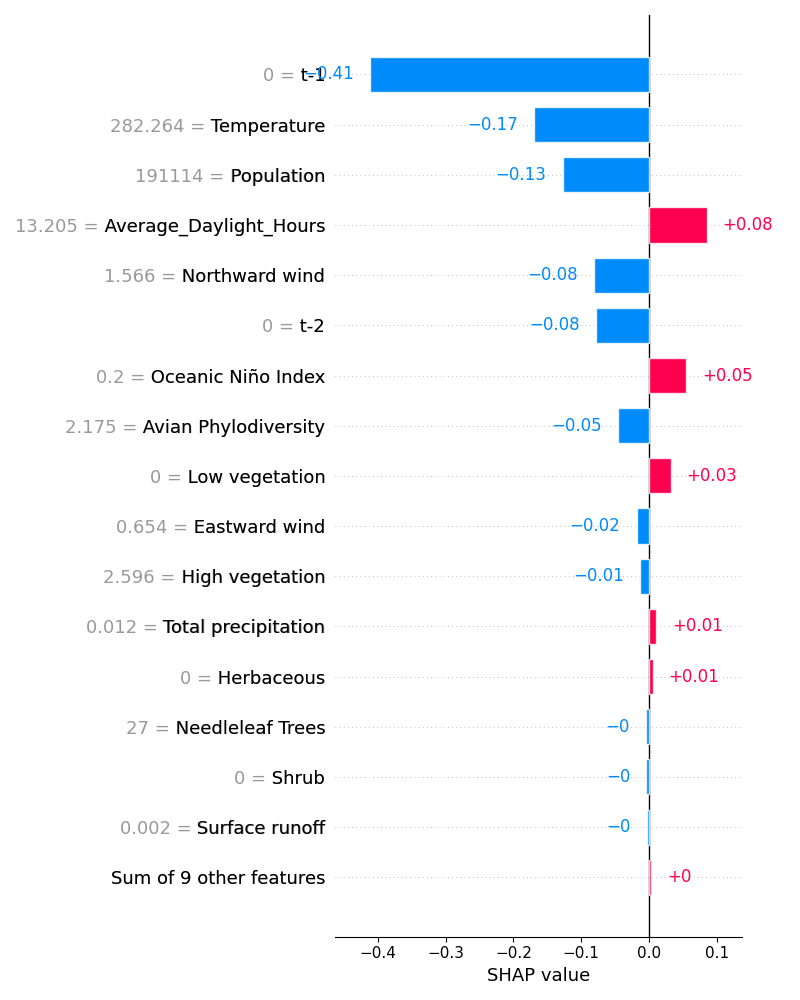 0 = t-1 −0.41
282.264 = Temperature −0.17
191114 = Population −0.13
13.205 = Average_Daylight_Hours +0.08
1.566 = Northward wind −0.08
0 = t-2 −0.08
0.2 = Oceanic Niño Index +0.05
2.175 = Avian Phylodiversity −0.05
0 = Low vegetation +0.03
0.654 = Eastward wind −0.02
2.596 = High vegetation −0.01
0.012 = Total precipitation +0.01
0 = Herbaceous +0.01
27 = Needleleaf Trees −0
0 = Shrub −0
0.002 = Surface runoff −0
Sum of 9 other features +0
−0.4 −0.3 −0.2 −0.1 0.0 0.1
SHAP value